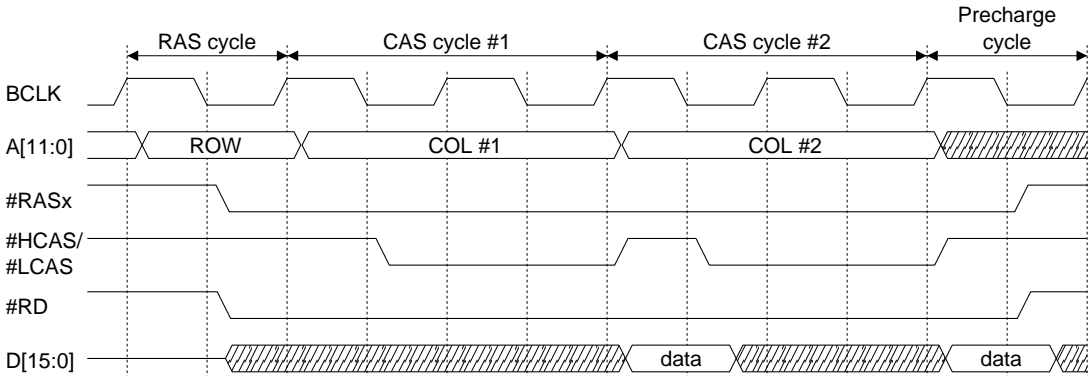 RAS cycle CAS cycle #1 CAS cycle #2 Precharge cycle
BCLK
A[11:0] ROW COL #1 COL #2
#RASx
#HCAS/
#LCAS
#RD
D[15:0] data data